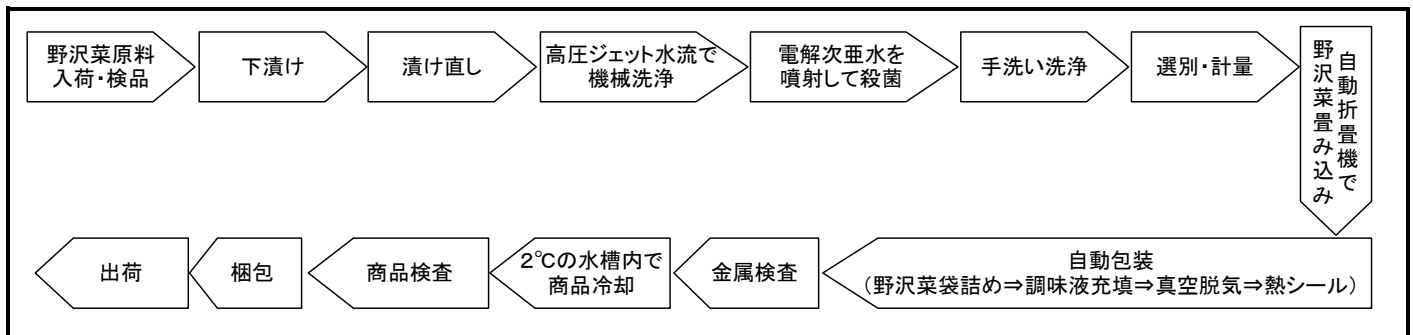 野沢菜原料
入荷・検品
下漬け
漬け直し
高圧ジェット水流で
機械洗浄
電解次亜水を
噴射して殺菌
手洗い洗浄
選別・計量
自動折畳機で
野沢菜畳み込み
自動包装
（野沢菜袋詰め⇒調味液充填⇒真空脱気⇒熱シール）
金属検査
2℃の水槽内で
商品冷却
商品検査
梱包
出荷